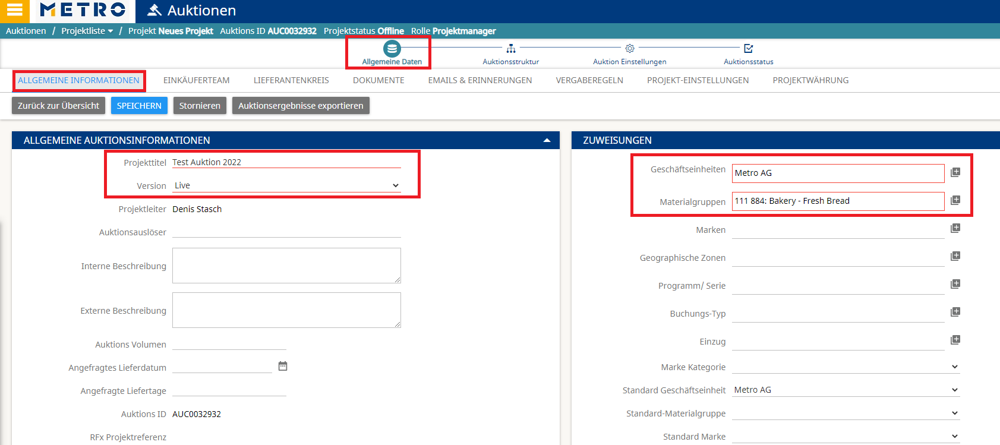 METRO Auktionen
Auktionen / Projektliste / Projekt Neues Projekt Auktions ID AUC0032932 Projektstatus Offline Rolle Projektmanager
Allgemeine Daten Auktionsstruktur Auktion Einstellungen Auktionsstatus
ALLGEMEINE INFORMATIONEN EINKÄUFERTEAM LIEFERANTENKREIS DOKUMENTE EMAILS & ERINNERUNGEN VERGABEREGELN PROJEKT-EINSTELLUNGEN PROJEKTWÄHRUNG
Zurück zur Übersicht SPEICHERN Stornieren Auktionsergebnisse exportieren
ALLGEMEINE AUKTIONSINFORMATIONEN
Projekttitel Test Auktion 2022
Version Live
Projektleiter Denis Stasch
Auktionsauslöser
Interne Beschreibung
Externe Beschreibung
Auktions Volumen
Angefragtes Lieferdatum
Angefragte Liefertage
Auktions ID AUC0032932
RFx Projektreferenz
ZUWEISUNGEN
Geschäftseinheiten Metro AG
Materialgruppen 111 884: Bakery - Fresh Bread
Marken
Geographische Zonen
Programm/ Serie
Buchungs-Typ
Einzug
Marke Kategorie
Standard Geschäftseinheit Metro AG
Standard-Materialgruppe
Standard Marke